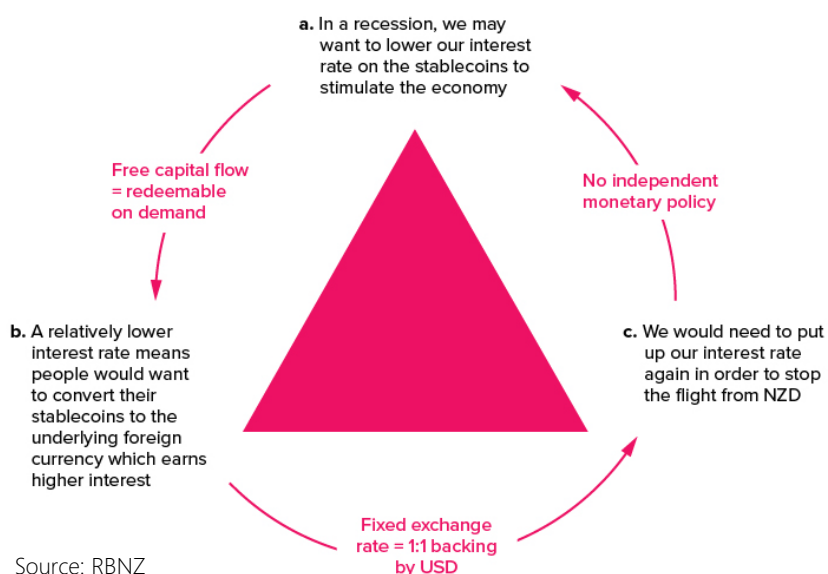 a. In a recession, we may
want to lower our interest
rate on the stablecoins to
stimulate the economy
Free capital flow
= redeemable
on demand
No independent
monetary policy
b. A relatively lower
interest rate means
people would want
to convert their
stablecoins to the
underlying foreign
currency which earns
higher interest
c. We would need to put
up our interest rate
again in order to stop
the flight from NZD
Fixed exchange
rate = 1:1 backing
by USD
Source: RBNZ